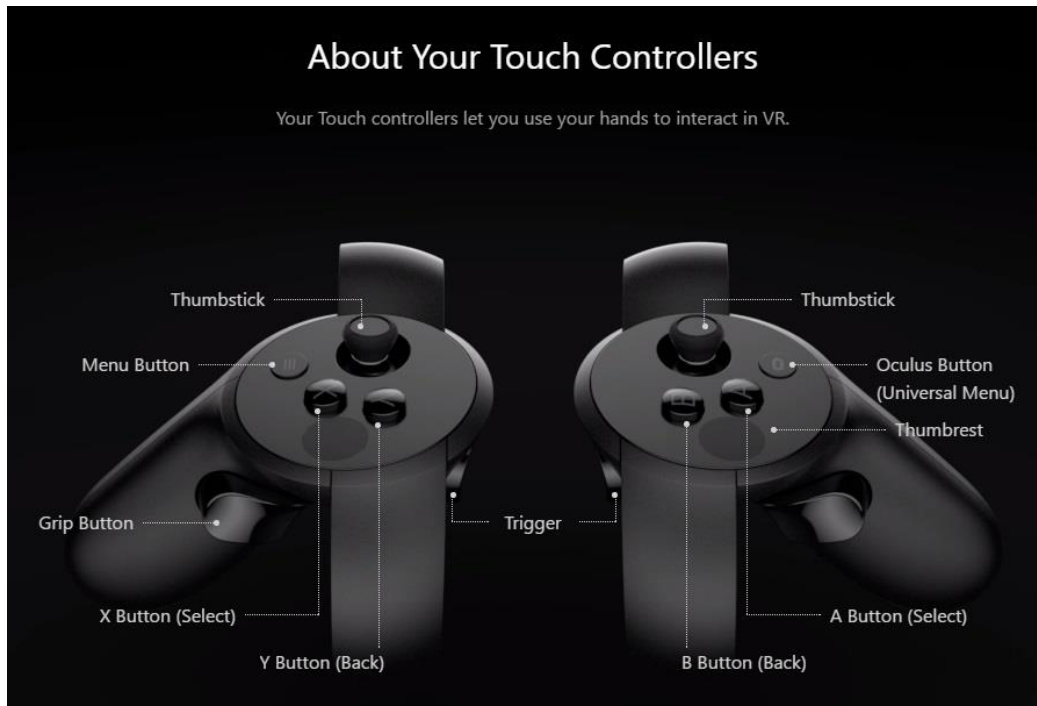 About Your Touch Controllers
Your Touch controllers let you use your hands to interact in VR.
Thumbstick
Thumbstick
Menu Button
Oculus Button
(Universal Menu)
X
Y
B
A
Thumbrest
Grip Button
Trigger
X Button (Select)
A Button (Select)
Y Button (Back)
B Button (Back)